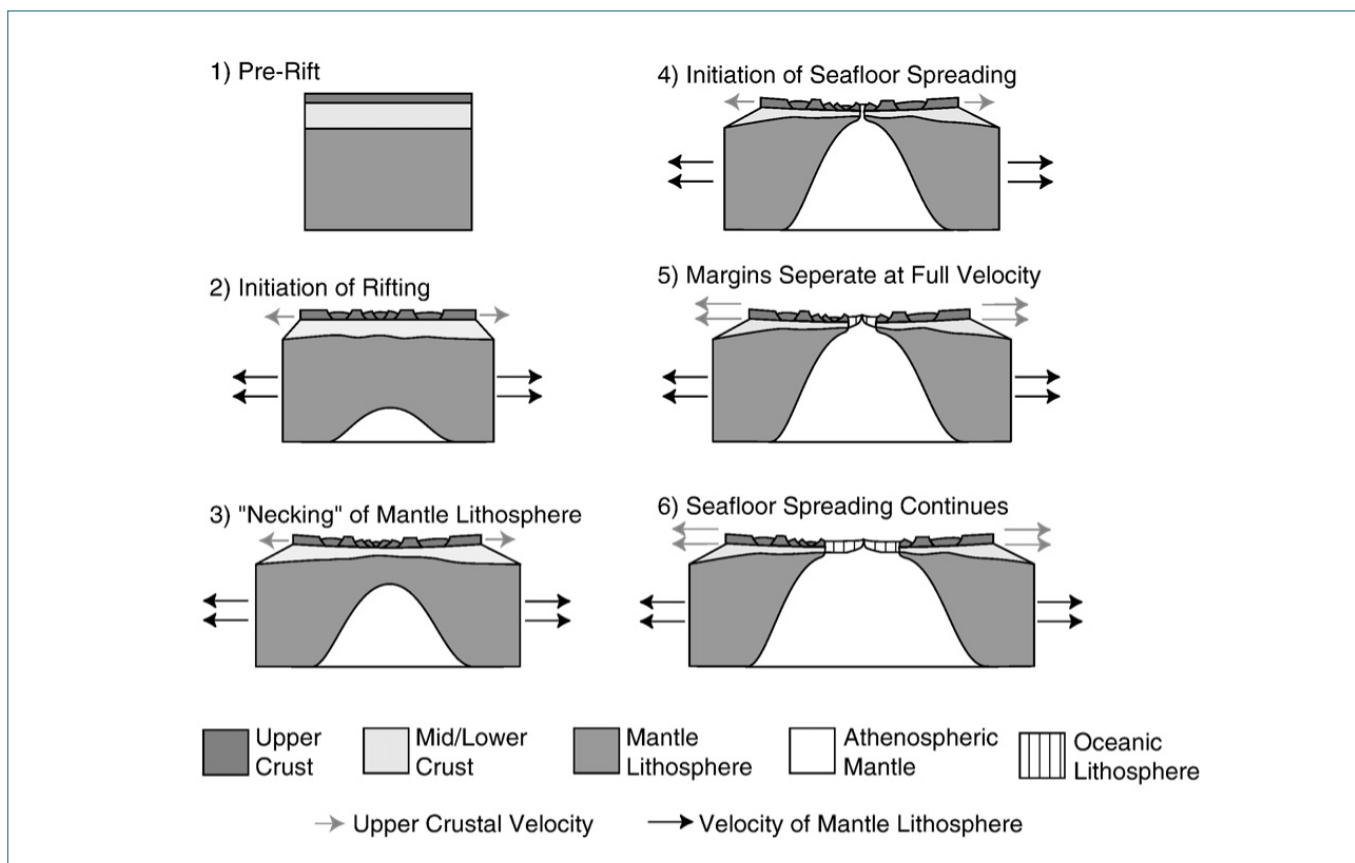 1) Pre-Rift
2) Initiation of Rifting
3) "Necking" of Mantle Lithosphere
4) Initiation of Seafloor Spreading
5) Margins Seperate at Full Velocity
6) Seafloor Spreading Continues
Upper
Crust
Mid/Lower
Crust
Mantle
Lithosphere
Athenospheric
Mantle
Oceanic
Lithosphere
Upper Crustal Velocity
Velocity of Mantle Lithosphere